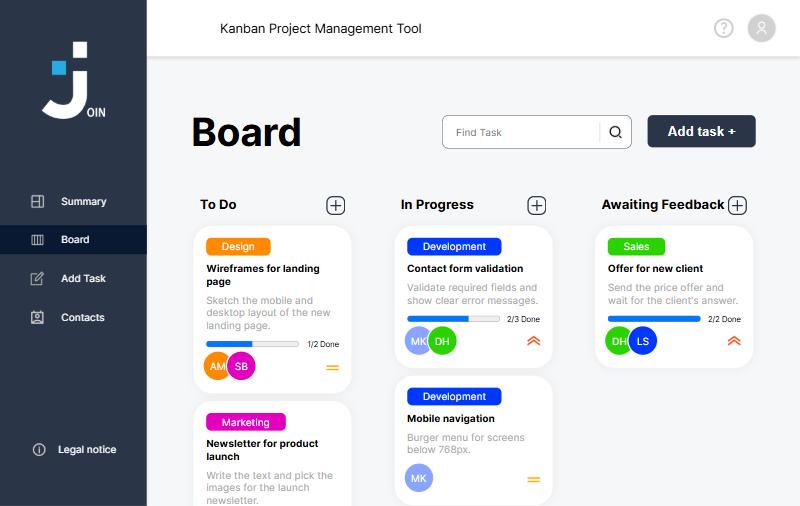 Kanban Project Management Tool
JOIN
Summary
Board
Add Task
Contacts
Legal notice
Board
Find Task
Add task +
To Do
Design
Wireframes for landing
page
Sketch the mobile and
desktop layout of the new
landing page.
1/2 Done
AM
SB
Marketing
Newsletter for product
launch
Write the text and pick the
images for the launch
newsletter.
In Progress
Development
Contact form validation
Validate required fields and
show clear error messages.
2/3 Done
MK
DH
Development
Mobile navigation
Burger menu for screens
below 768px.
MK
Awaiting Feedback
Sales
Offer for new client
Send the price offer and
wait for the client's answer.
2/2 Done
DH
LS